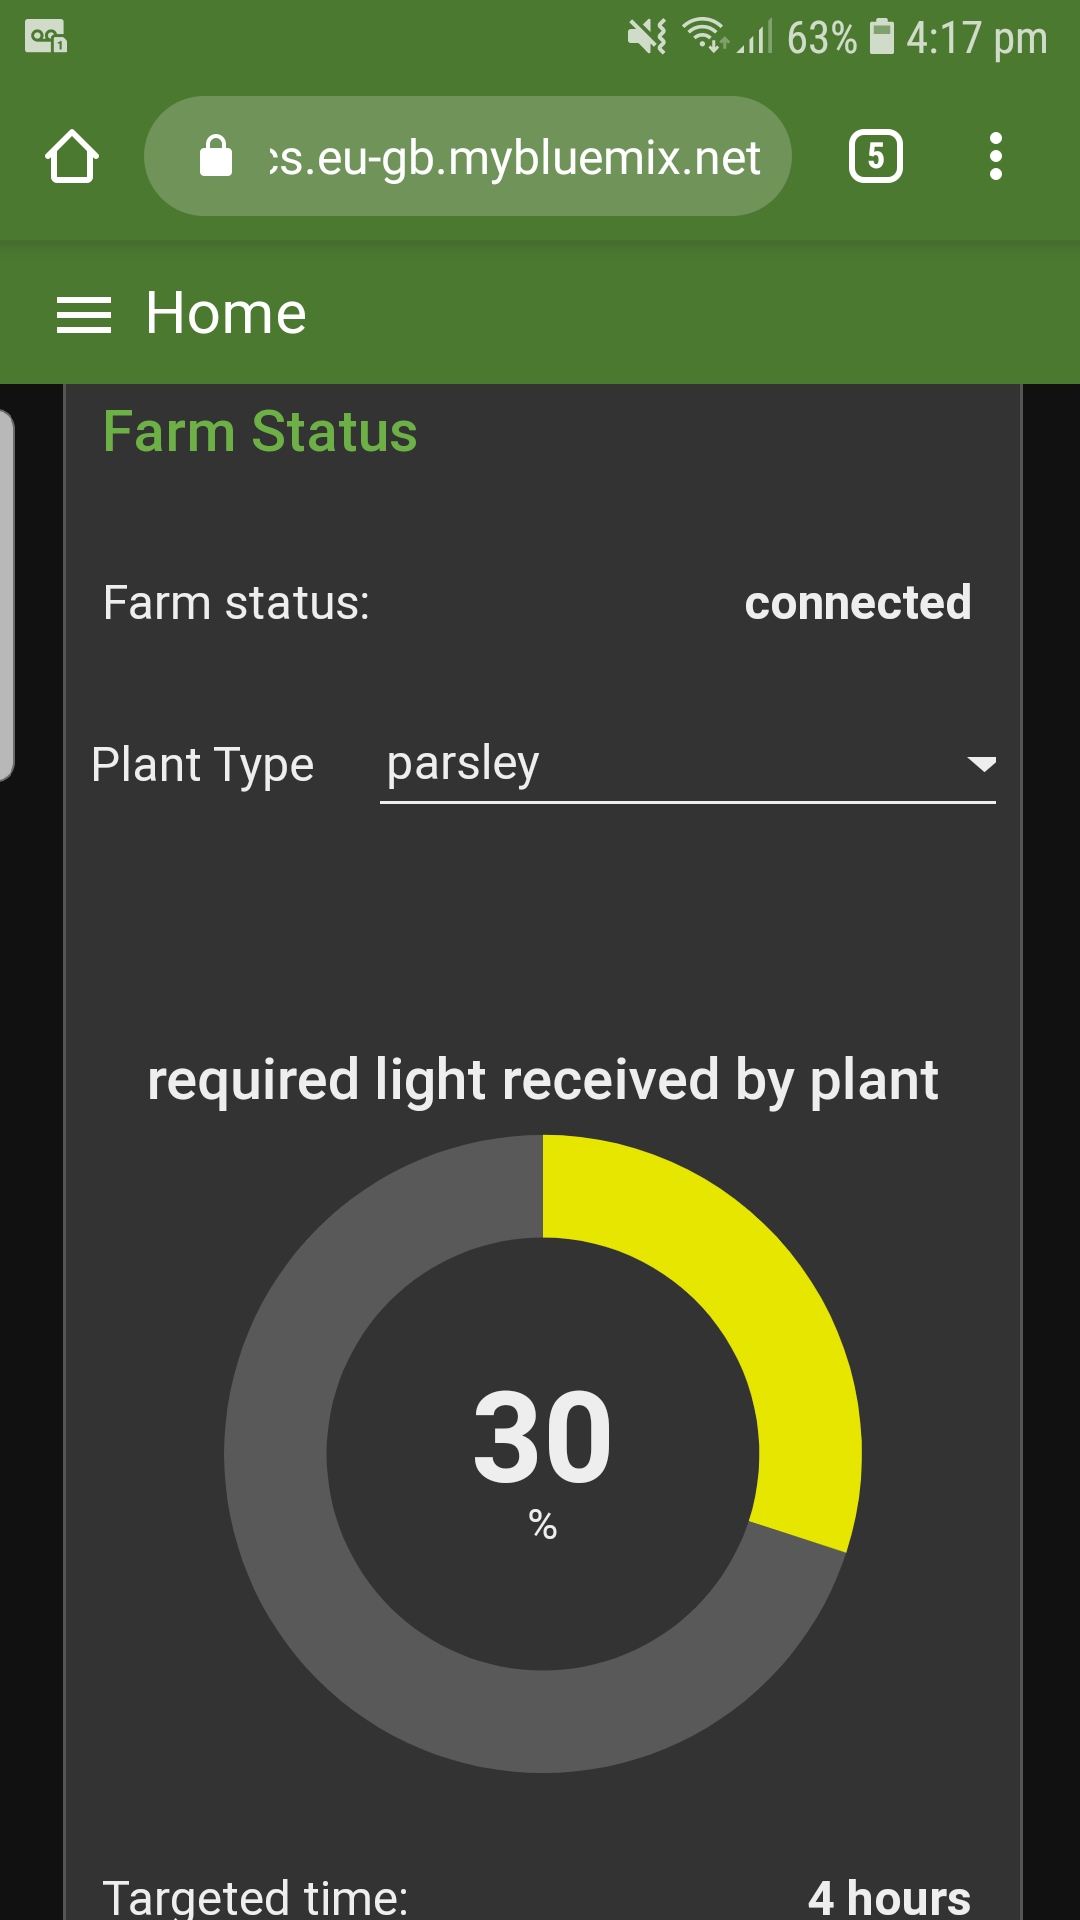 63% 4:17 pm
cs.eu-gb.mybluemix.net 5
Home
Farm Status
Farm status: connected
Plant Type parsley
required light received by plant
30
%
Targeted time: 4 hours